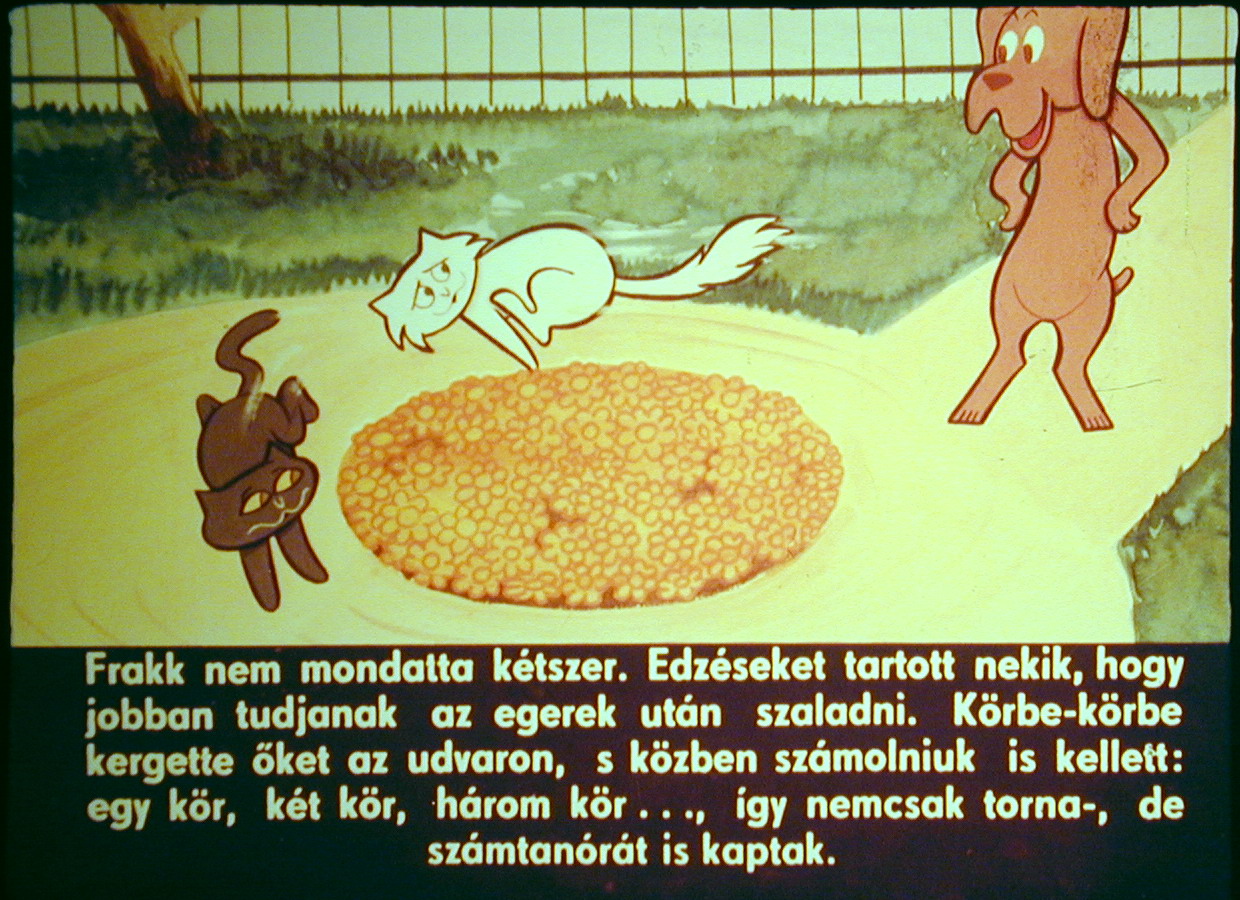 Frakk nem mondatta kétszer. Edzéseket tartott nekik, hogy
jobban tudjanak az egerek után szaladni. Körbe-körbe
kergette őket az udvaron, s közben számolniuk is kellett:
egy kör, két kör, három kör . . ., így nemcsak torna-, de
számtanórát is kaptak.